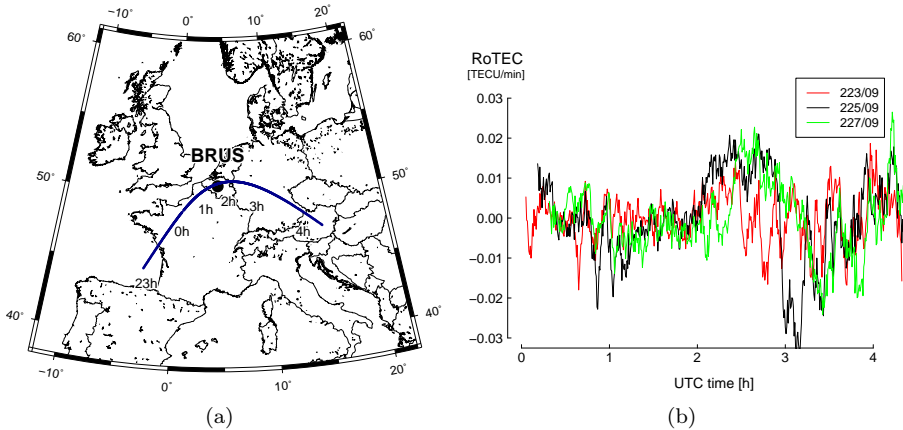 −10° 0° 10° 20°
60° 60°
BRUS
50° 50°
1h 2h 3h
0h 4h
23h
40° 40°
−10° 0° 10° 20°
(a)
RoTEC
[TECU/min]
223/09
225/09
227/09
0.03
0.02
0.01
0.00
−0.01
−0.02
−0.03
0 1 2 3 4
UTC time [h]
(b)